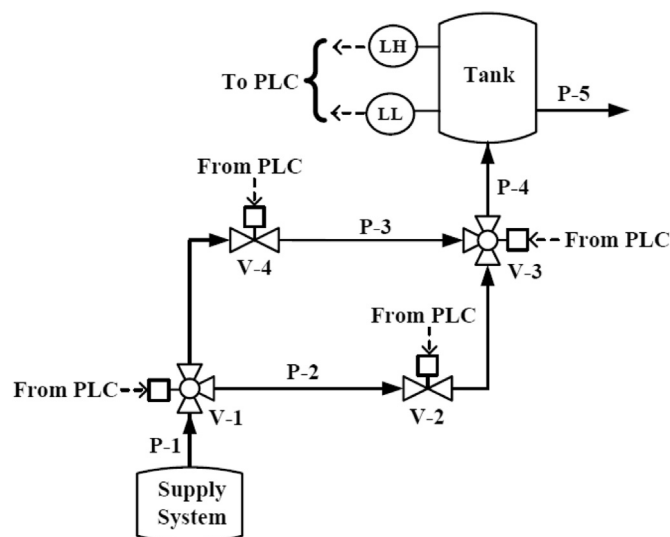 LH
Tank
To PLC
LL
P-5
From PLC
P-4
P-3
From PLC
V-4
V-3
From PLC
From PLC
P-2
V-1
V-2
P-1
Supply
System